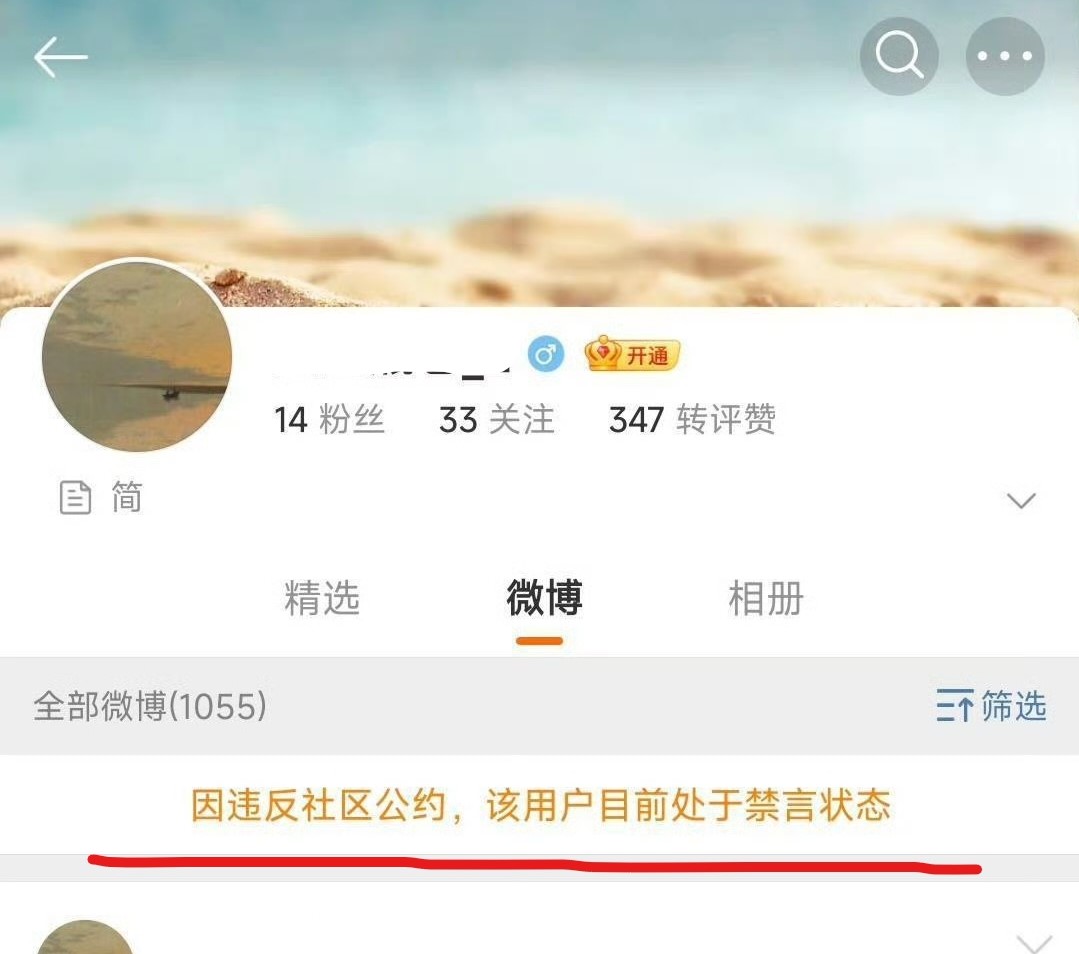 开通
14 粉丝 33 关注 347 转评赞
简
精选 微博 相册
全部微博(1055) 筛选
因违反社区公约，该用户目前处于禁言状态